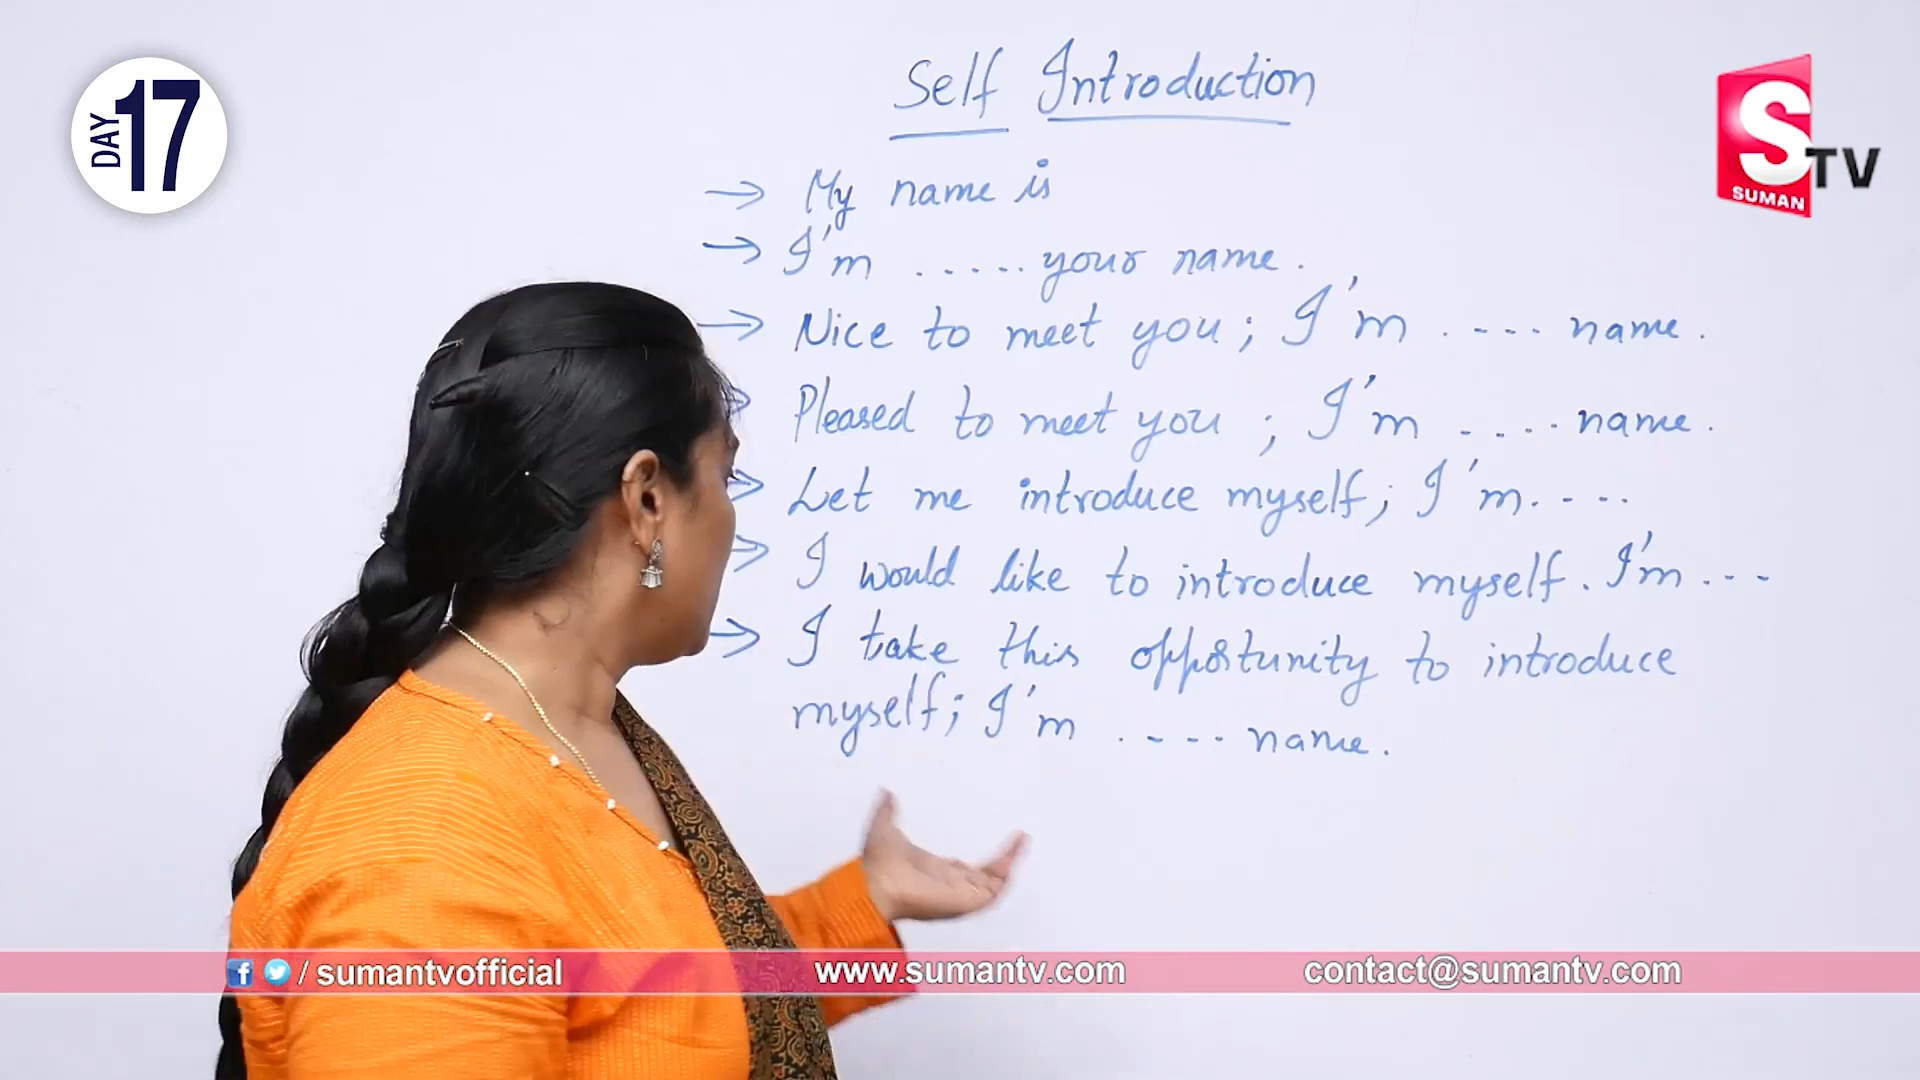 DAY 17
S TV
SUMAN
Self Introduction
→ My name is
→ I'm ..... your name.
→ Nice to meet you; I'm .---- name.
→ Pleased to meet you ; I'm ..... name.
→ Let me introduce myself; I'm.---
→ I would like to introduce myself. I'm ---
→ I take this opportunity to introduce
myself; I'm .---. name.
/ sumantvofficial
www.sumantv.com
contact@sumantv.com